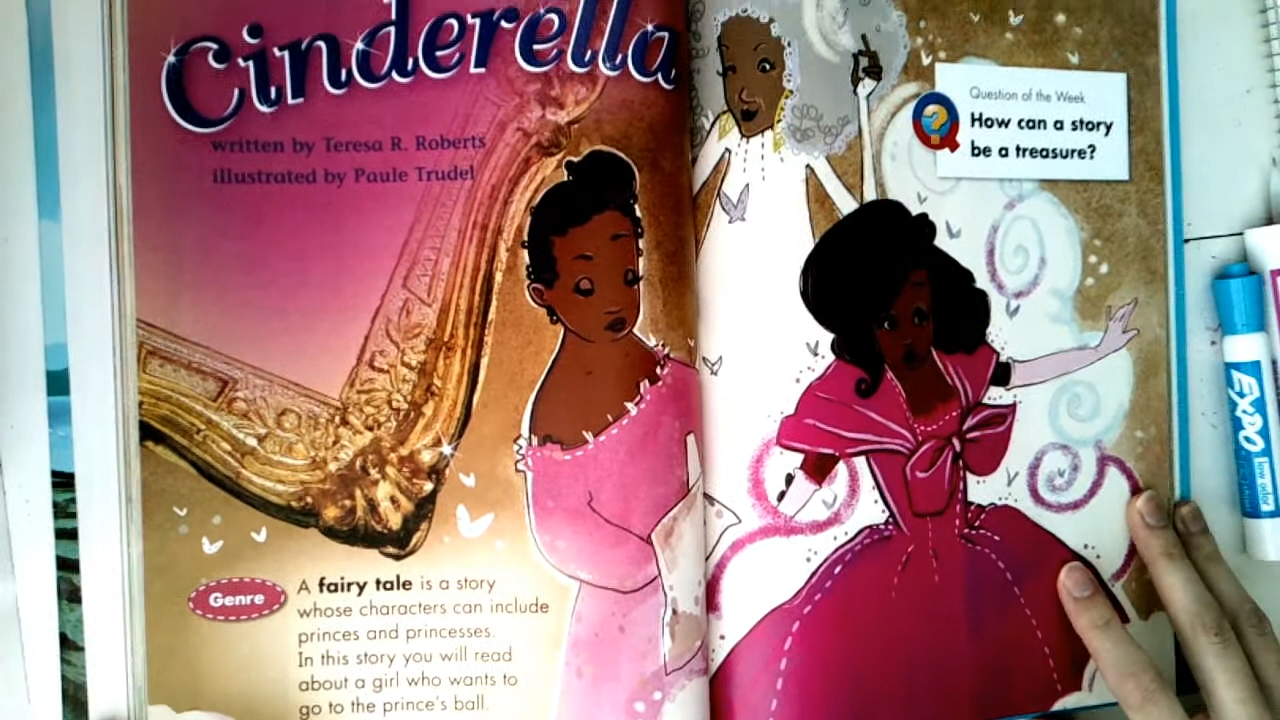 Cinderella
written by Teresa R. Roberts
illustrated by Paule Trudel
Genre
A fairy tale is a story
whose characters can include
princes and princesses.
In this story you will read
about a girl who wants to
go to the prince's ball.
Question of the Week
How can a story
be a treasure?
EXPO
low odor